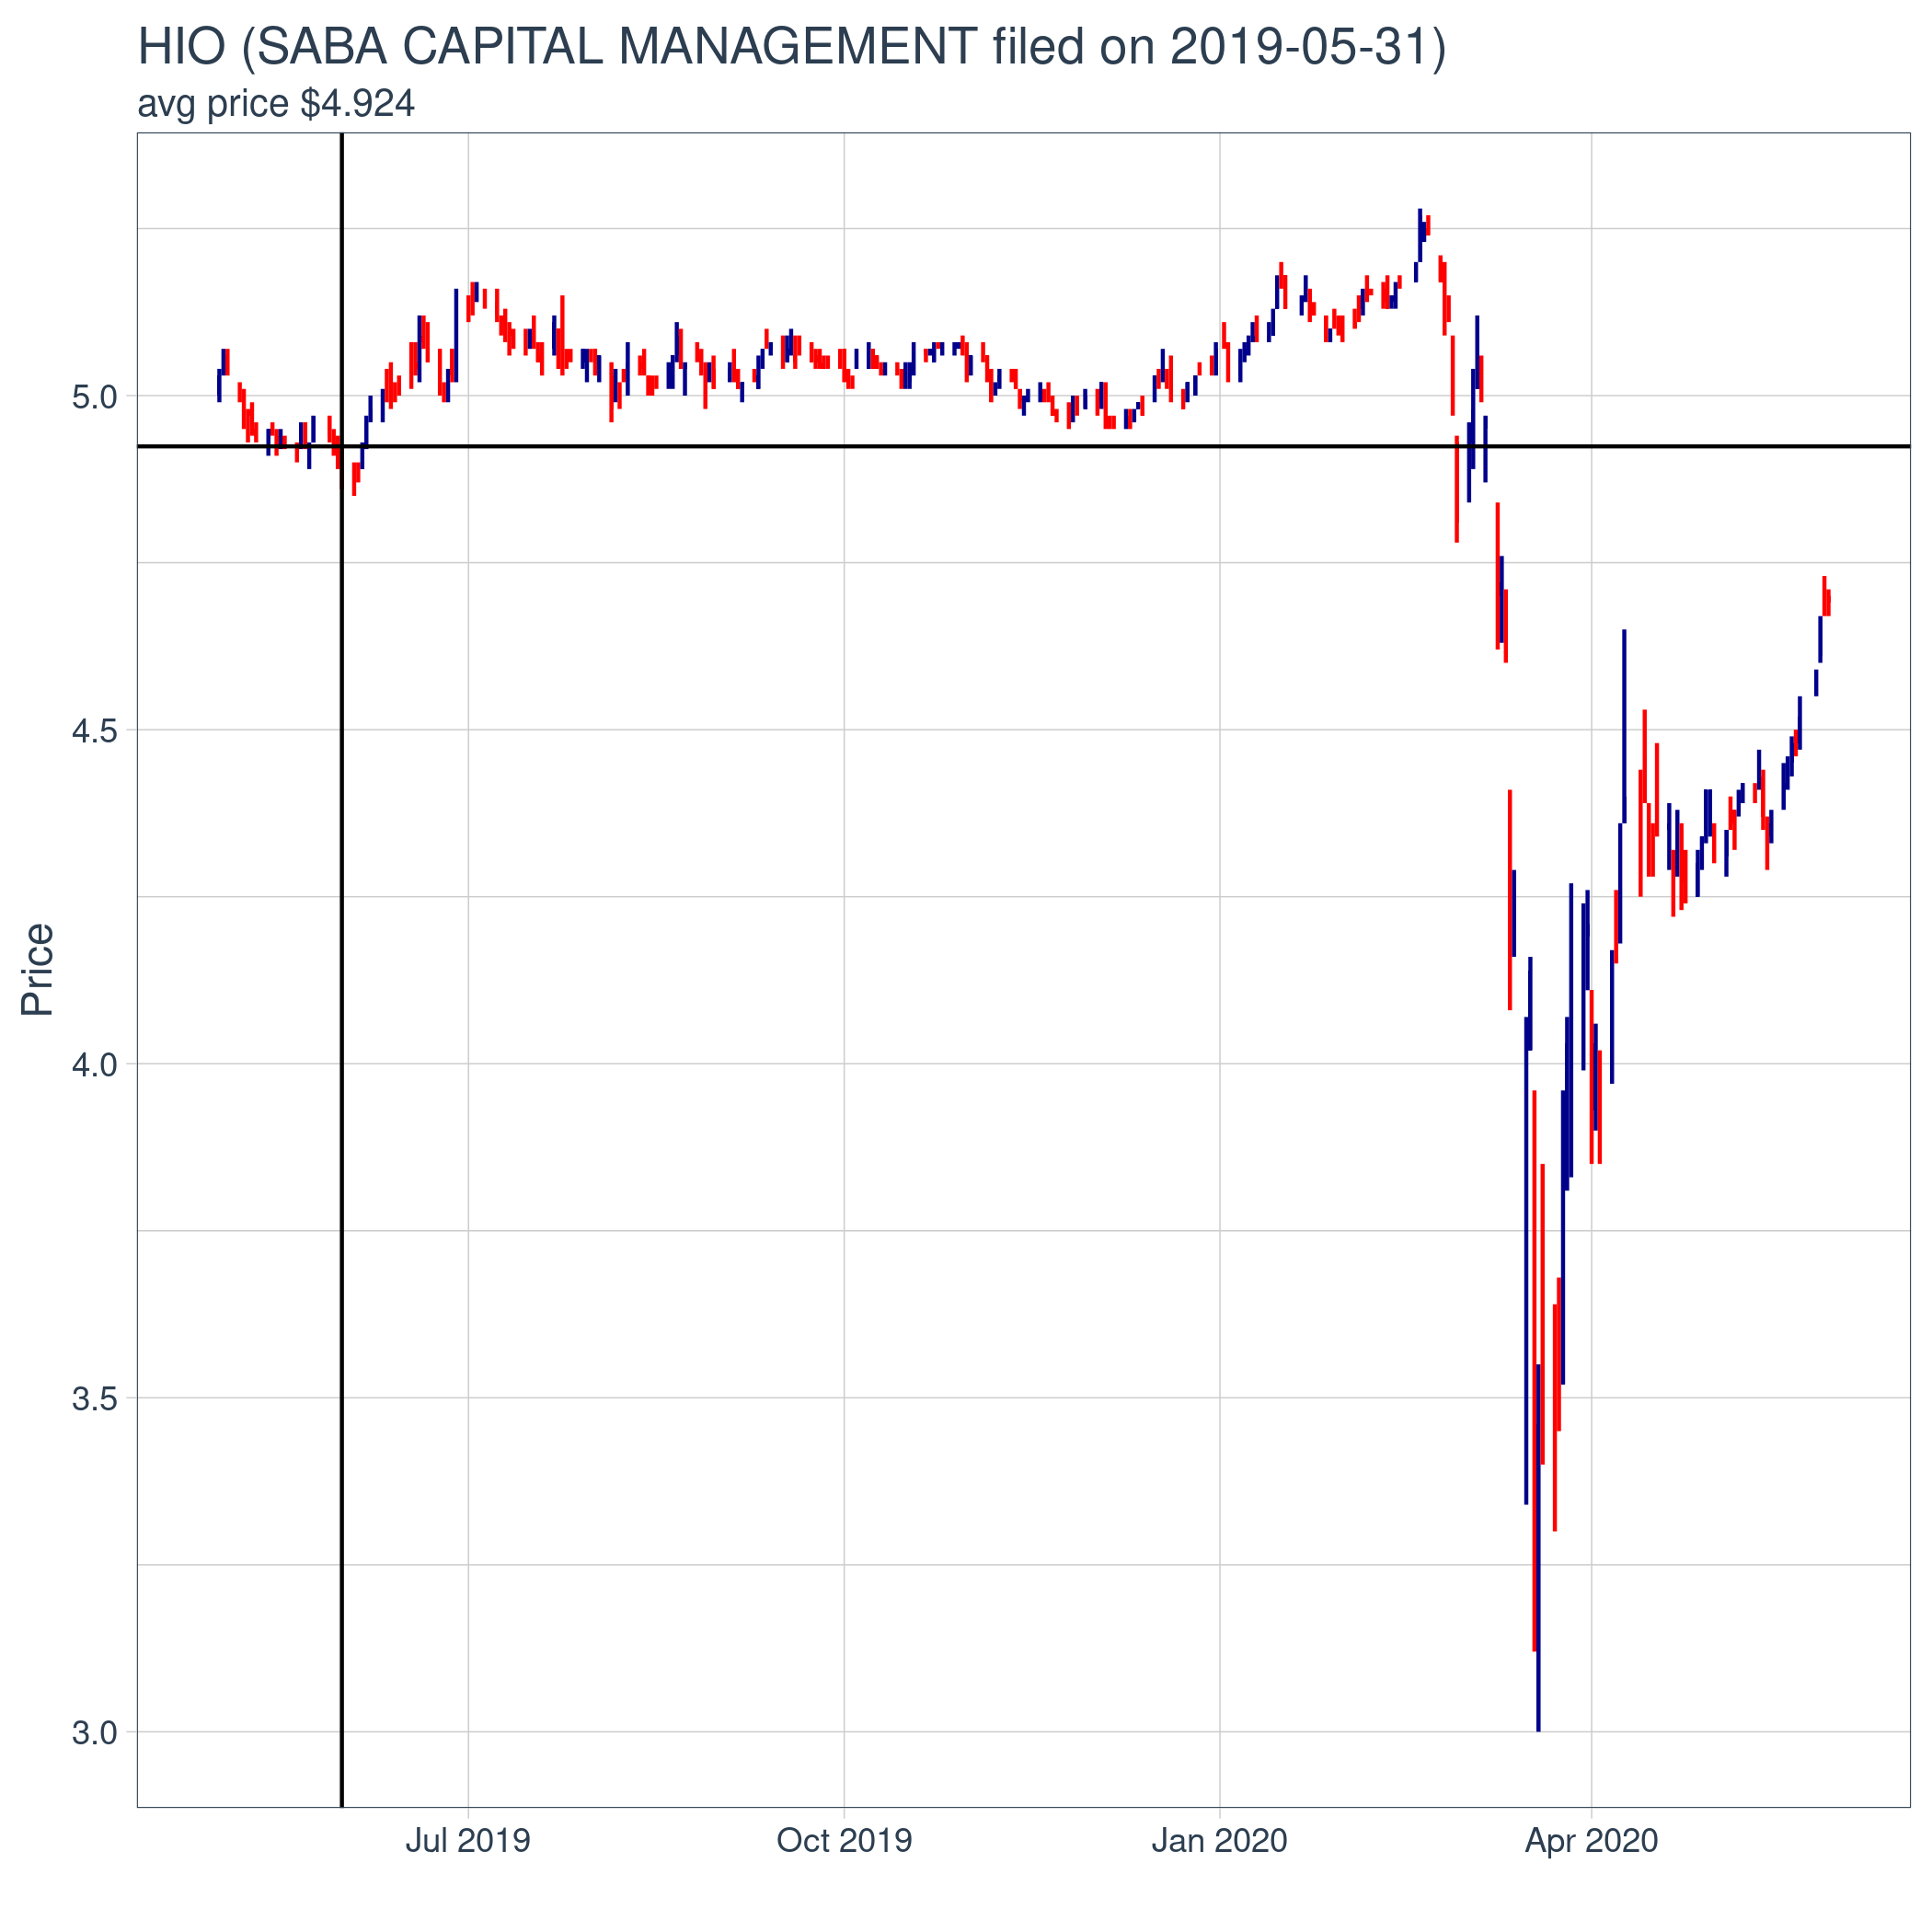 HIO (SABA CAPITAL MANAGEMENT filed on 2019-05-31)
avg price $4.924
Price
5.0
4.5
4.0
3.5
3.0
Jul 2019
Oct 2019
Jan 2020
Apr 2020